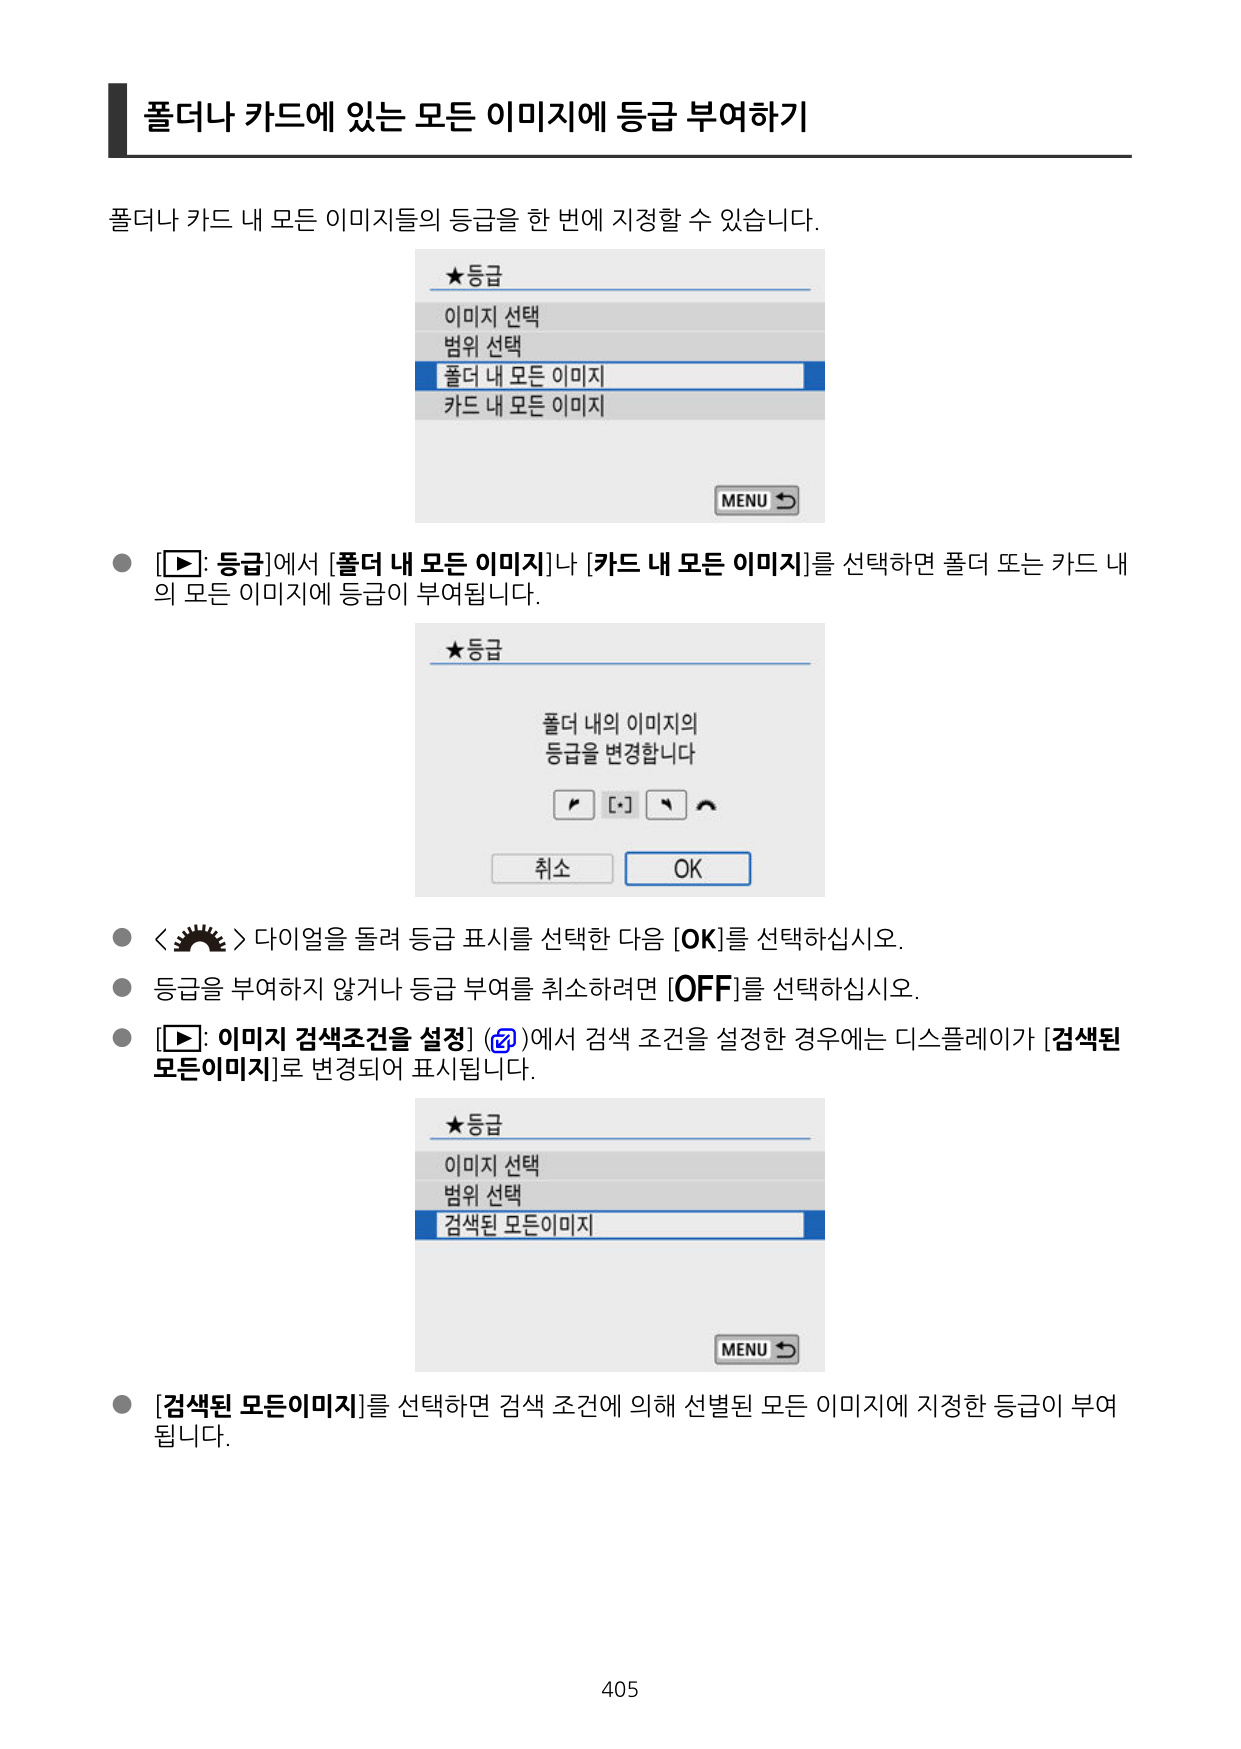 폴더나 카드에 있는 모든 이미지에 등급 부여하기
폴더나 카드 내 모든 이미지들의 등급을 한 번에 지정할 수 있습니다.
★등급
이미지 선택
범위 선택
폴더 내 모든 이미지
카드 내 모든 이미지
MENU
● [▶: 등급]에서 [폴더 내 모든 이미지]나 [카드 내 모든 이미지]를 선택하면 폴더 또는 카드 내
의 모든 이미지에 등급이 부여됩니다.
★등급
폴더 내의 이미지의
등급을 변경합니다
[・]
취소 OK
● < > 다이얼을 돌려 등급 표시를 선택한 다음 [OK]를 선택하십시오.
● 등급을 부여하지 않거나 등급 부여를 취소하려면 [OFF]를 선택하십시오.
● [▶: 이미지 검색조건을 설정] ( )에서 검색 조건을 설정한 경우에는 디스플레이가 [검색된
모든이미지]로 변경되어 표시됩니다.
★등급
이미지 선택
범위 선택
검색된 모든이미지
MENU
● [검색된 모든이미지]를 선택하면 검색 조건에 의해 선별된 모든 이미지에 지정한 등급이 부여
됩니다.
405